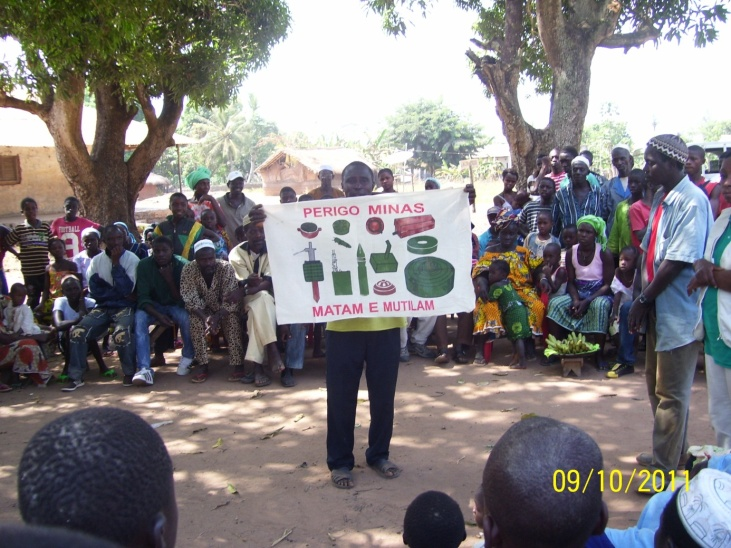 PERIGO MINAS
MATAM E MUTILAM
09/10/2011